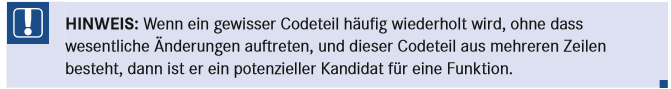 HINWEIS: Wenn ein gewisser Codeteil häufig wiederholt wird, ohne dass
wesentliche Änderungen auftreten, und dieser Codeteil aus mehreren Zeilen
besteht, dann ist er ein potenzieller Kandidat für eine Funktion.